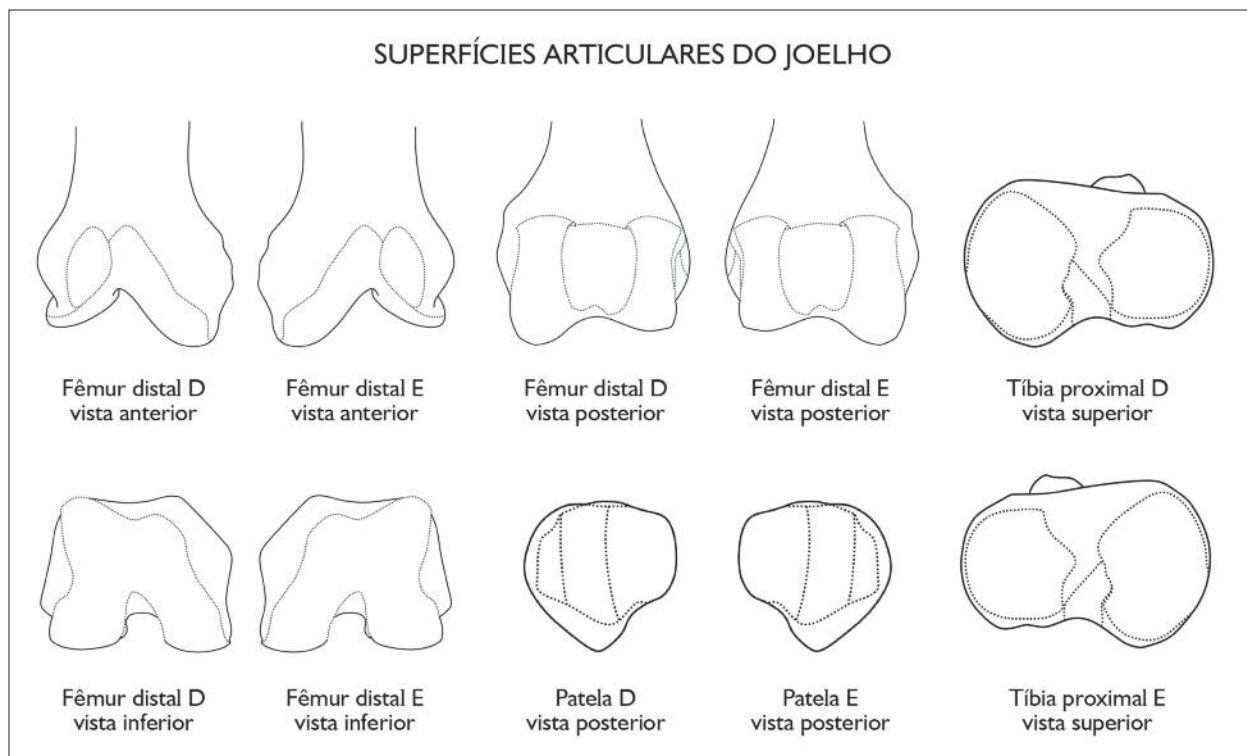 SUPERFÍCIES ARTICULARES DO JOELHO
Fêmur distal D
vista anterior
Fêmur distal E
vista anterior
Fêmur distal D
vista posterior
Fêmur distal E
vista posterior
Tíbia proximal D
vista superior
Fêmur distal D
vista inferior
Fêmur distal E
vista inferior
Patela D
vista posterior
Patela E
vista posterior
Tíbia proximal E
vista superior